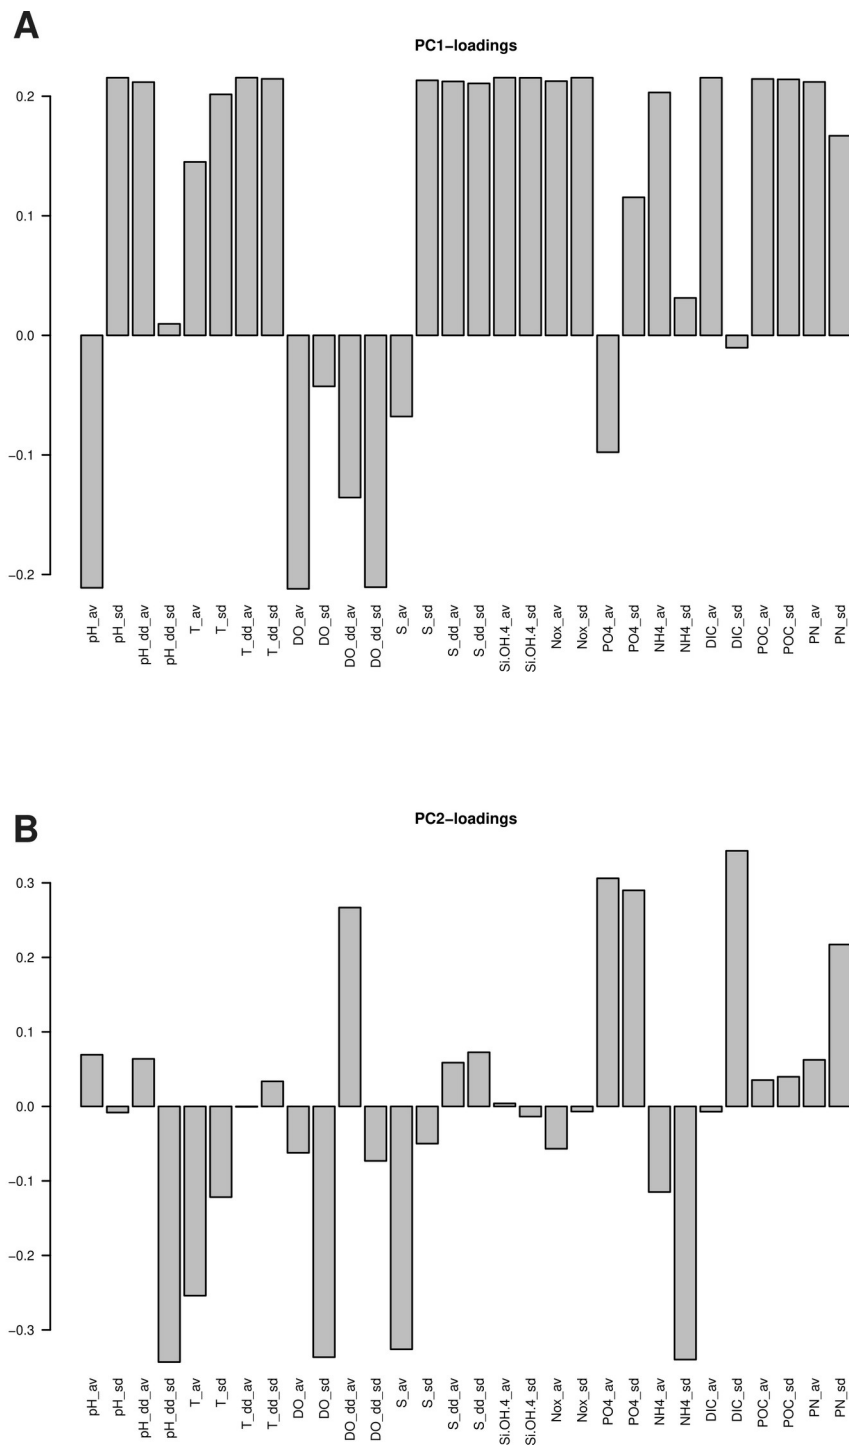 A
PC1−loadings
0.2
0.1
0.0
−0.1
−0.2
pH_av
pH_sd
pH_dd_av
pH_dd_sd
T_av
T_sd
T_dd_av
T_dd_sd
DO_av
DO_sd
DO_dd_av
DO_dd_sd
S_av
S_sd
S_dd_av
S_dd_sd
Si.OH.4_av
Si.OH.4_sd
Nox_av
Nox_sd
PO4_av
PO4_sd
NH4_av
NH4_sd
DIC_av
DIC_sd
POC_av
POC_sd
PN_av
PN_sd
B
PC2−loadings
0.3
0.2
0.1
0.0
−0.1
−0.2
−0.3
pH_av
pH_sd
pH_dd_av
pH_dd_sd
T_av
T_sd
T_dd_av
T_dd_sd
DO_av
DO_sd
DO_dd_av
DO_dd_sd
S_av
S_sd
S_dd_av
S_dd_sd
Si.OH.4_av
Si.OH.4_sd
Nox_av
Nox_sd
PO4_av
PO4_sd
NH4_av
NH4_sd
DIC_av
DIC_sd
POC_av
POC_sd
PN_av
PN_sd